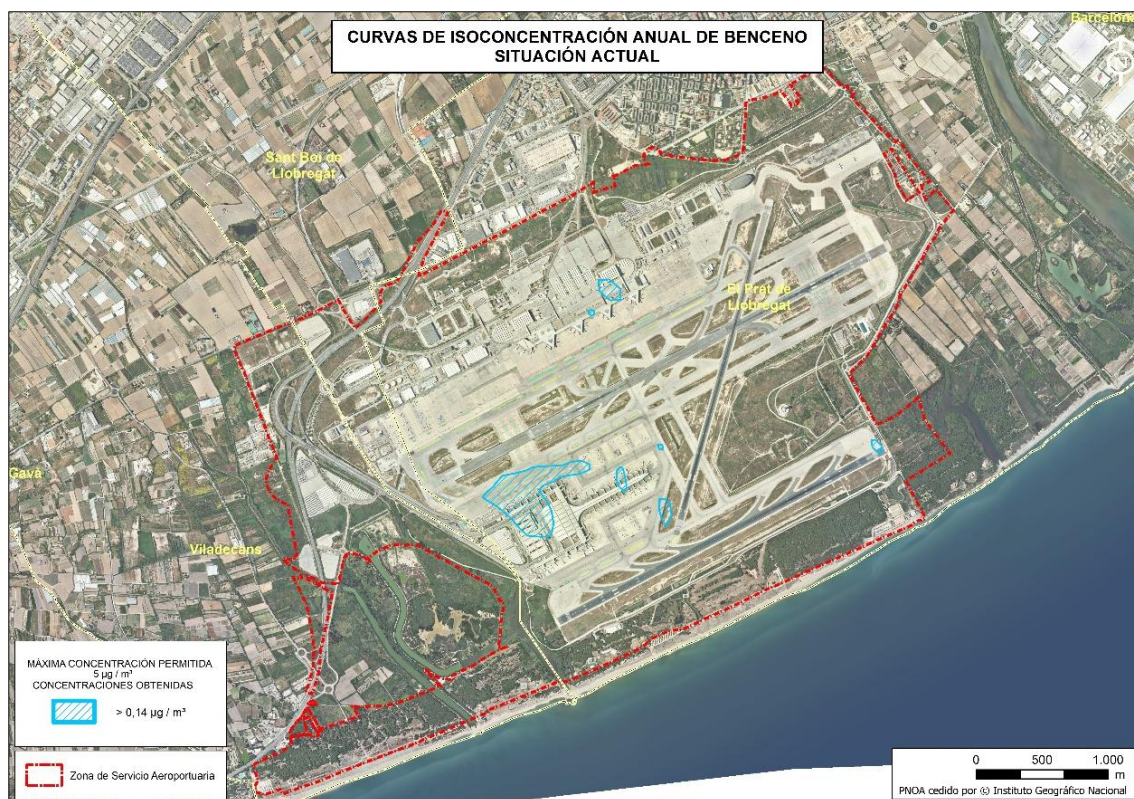 CURVAS DE ISOCONCENTRACIÓN ANUAL DE BENCENO
SITUACIÓN ACTUAL
Barcelona
Sant Boi de
Llobregat
El Prat de
Llobregat
Gavà
Viladecans
MÁXIMA CONCENTRACIÓN PERMITIDA
5 µg / m³
CONCENTRACIONES OBTENIDAS
> 0,14 µg / m³
Zona de Servicio Aeroportuaria
0 500 1.000
m
PNOA cedido por © Instituto Geográfico Nacional